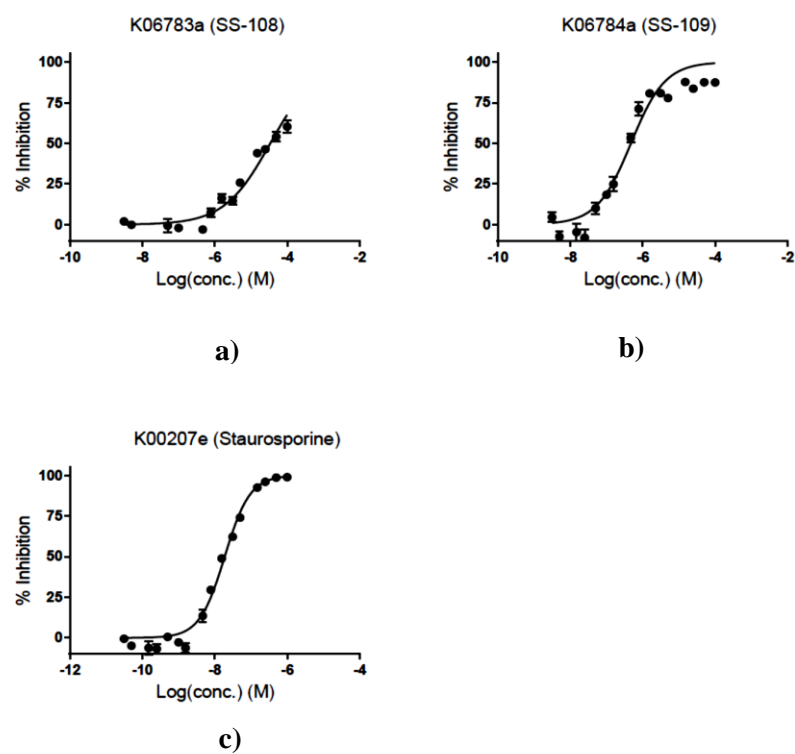 K06783a (SS-108)
% Inhibition
100
75
50
25
0
-10 -8 -6 -4 -2
Log(conc.) (M)
a)
K06784a (SS-109)
% Inhibition
100
75
50
25
0
-10 -8 -6 -4 -2
Log(conc.) (M)
b)
K00207e (Staurosporine)
% Inhibition
100
75
50
25
0
-12 -10 -8 -6 -4
Log(conc.) (M)
c)